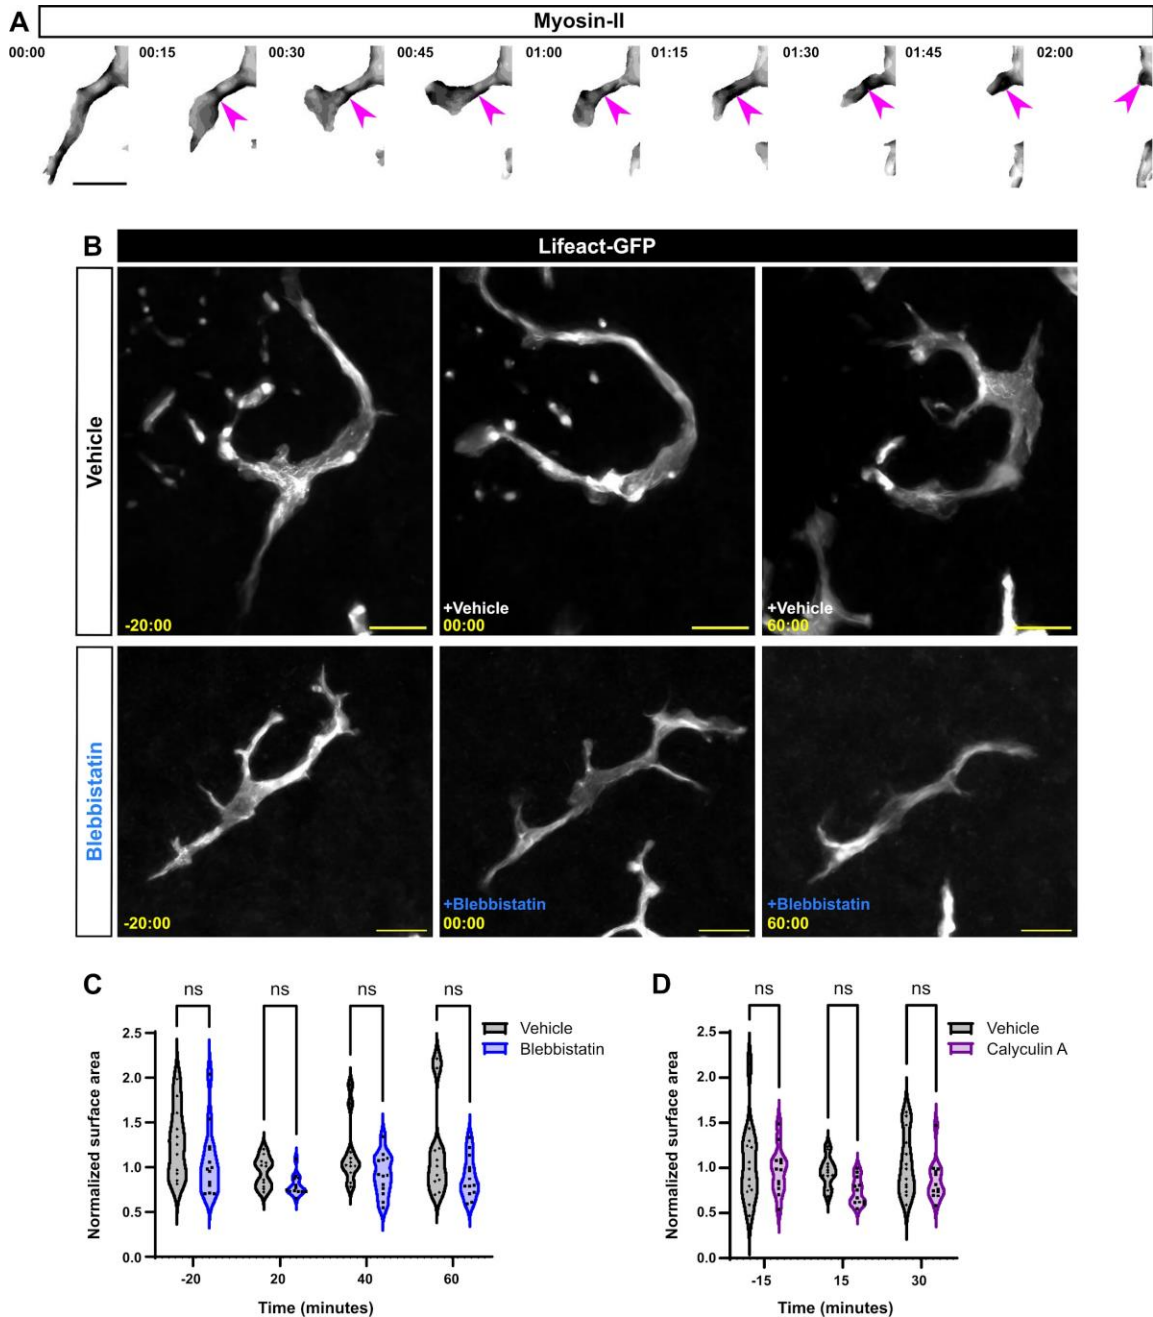 A
Myosin-II
00:00 00:15 00:30 00:45 01:00 01:15 01:30 01:45 02:00
B
Lifeact-GFP
Vehicle
-20:00
+Vehicle
00:00
+Vehicle
60:00
Blebbistatin
-20:00
+Blebbistatin
00:00
+Blebbistatin
60:00
C
ns ns ns ns
Vehicle
Blebbistatin
Normalized surface area
2.5
2.0
1.5
1.0
0.5
0.0
-20 20 40 60
Time (minutes)
D
ns ns ns
Vehicle
Calyculin A
Normalized surface area
2.5
2.0
1.5
1.0
0.5
0.0
-15 15 30
Time (minutes)